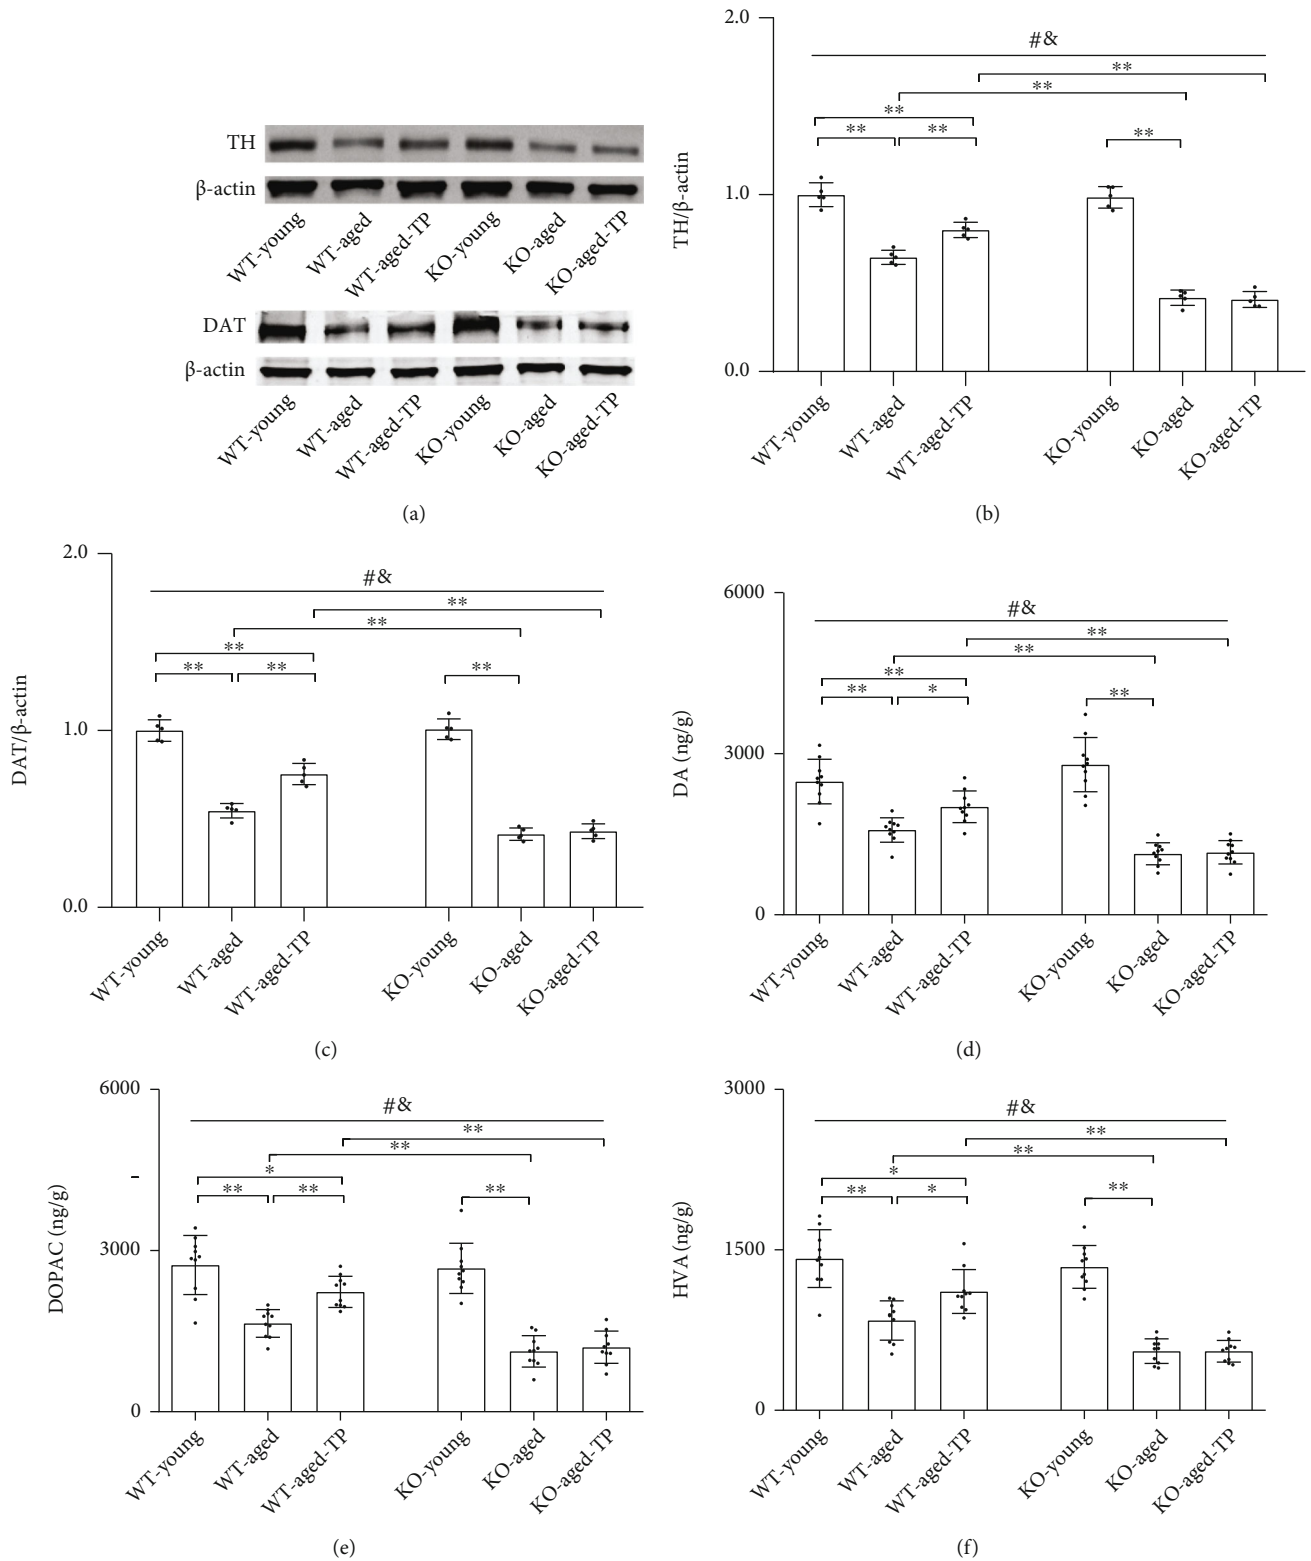 TH
β-actin
WT-young
WT-aged
WT-aged-TP
KO-young
KO-aged
KO-aged-TP
DAT
β-actin
WT-young
WT-aged
WT-aged-TP
KO-young
KO-aged
KO-aged-TP
(a)
2.0
1.0
0.0
TH/β-actin
#&
**
**
**
**
**
**
WT-young
WT-aged
WT-aged-TP
KO-young
KO-aged
KO-aged-TP
(b)
2.0
1.0
0.0
DAT/β-actin
#&
**
**
**
**
**
**
WT-young
WT-aged
WT-aged-TP
KO-young
KO-aged
KO-aged-TP
(c)
6000
3000
0
DA (ng/g)
#&
**
**
**
**
*
**
WT-young
WT-aged
WT-aged-TP
KO-young
KO-aged
KO-aged-TP
(d)
6000
3000
0
DOPAC (ng/g)
#&
**
**
*
**
**
**
WT-young
WT-aged
WT-aged-TP
KO-young
KO-aged
KO-aged-TP
(e)
3000
1500
0
HVA (ng/g)
#&
**
**
*
**
*
**
WT-young
WT-aged
WT-aged-TP
KO-young
KO-aged
KO-aged-TP
(f)